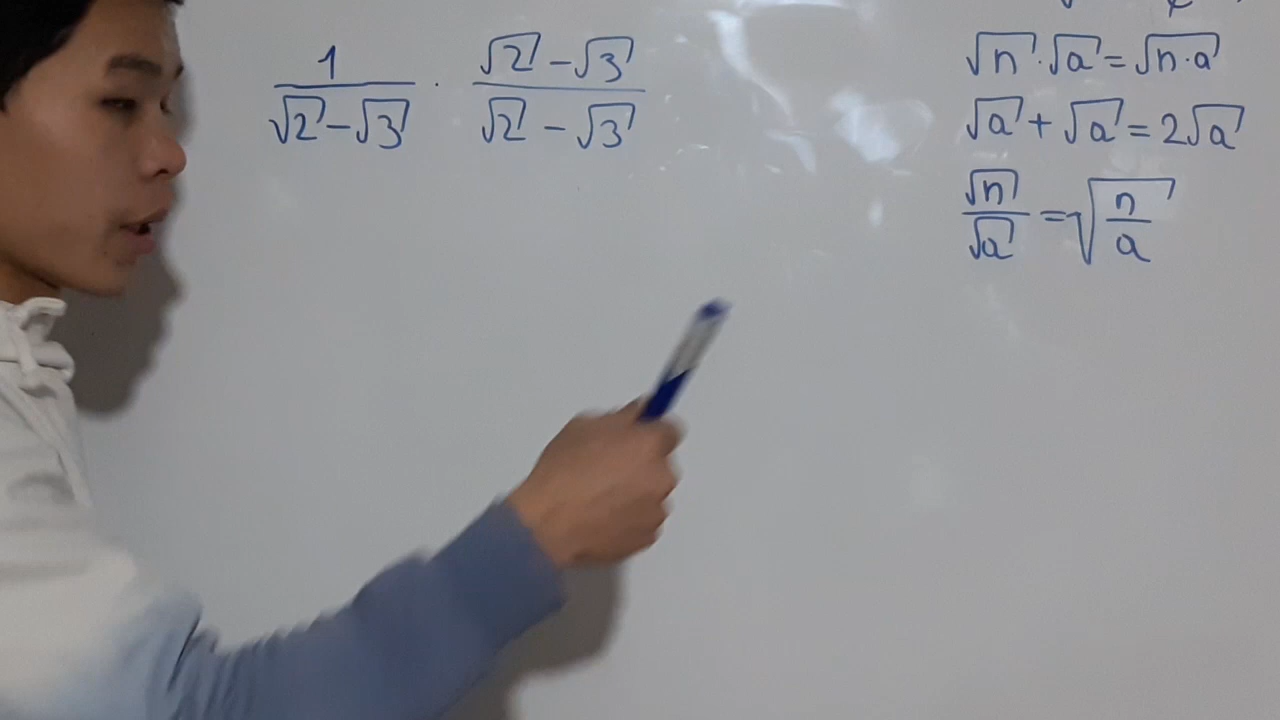 1/(√2-√3) · (√2-√3)/(√2-√3)
√n · √a = √n·a
√a + √a = 2√a
√n/√a = √(n/a)